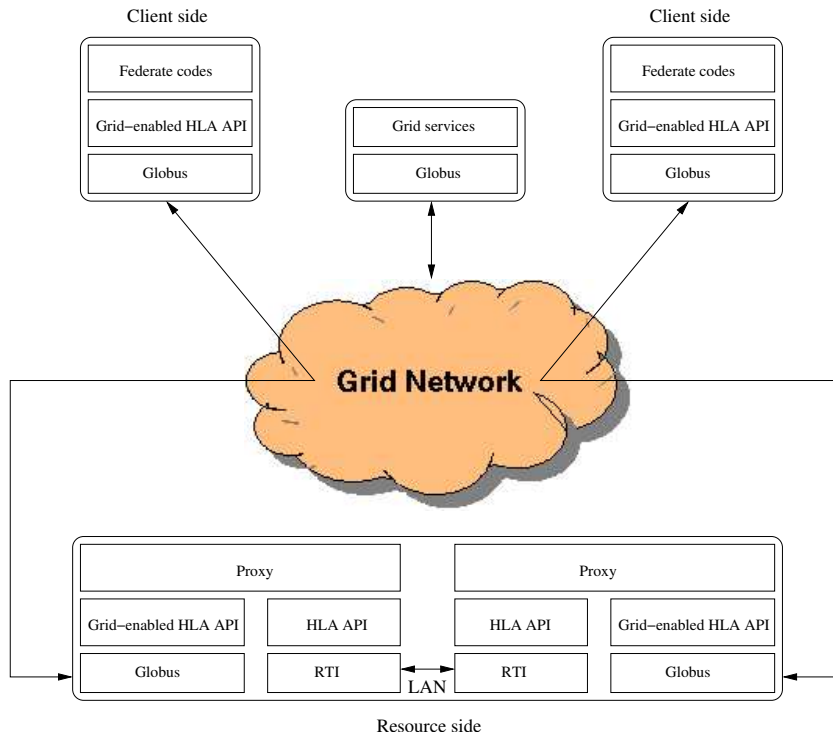 Client side
Client side
Federate codes
Grid−enabled HLA API
Globus
Grid services
Globus
Federate codes
Grid−enabled HLA API
Globus
Grid Network
Proxy
Proxy
Grid−enabled HLA API
HLA API
HLA API
Grid−enabled HLA API
Globus
RTI
LAN
RTI
Globus
Resource side